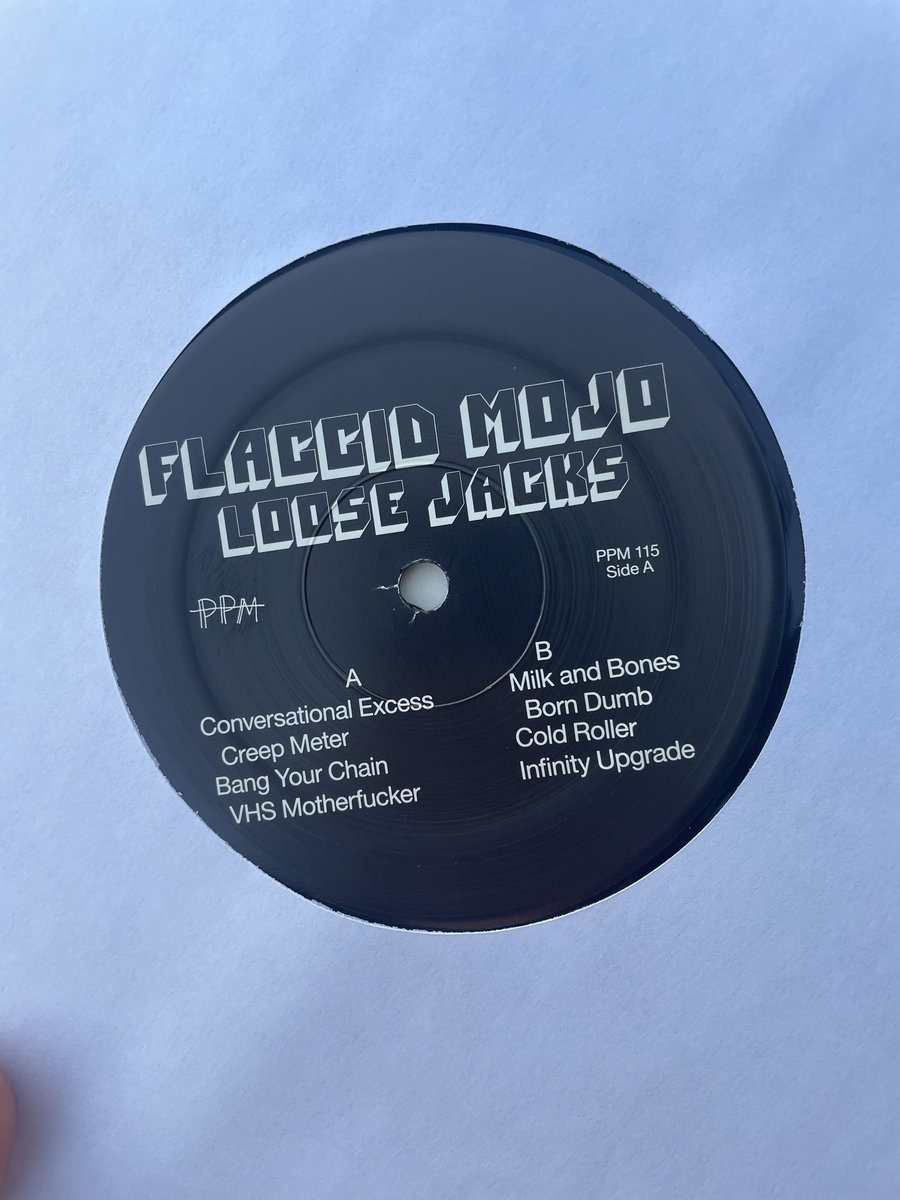 FLACCID MOJO
LOOSE JACKS
PPM 115
Side A
PPM
A
Conversational Excess
Creep Meter
Bang Your Chain
VHS Motherfucker
B
Milk and Bones
Born Dumb
Cold Roller
Infinity Upgrade